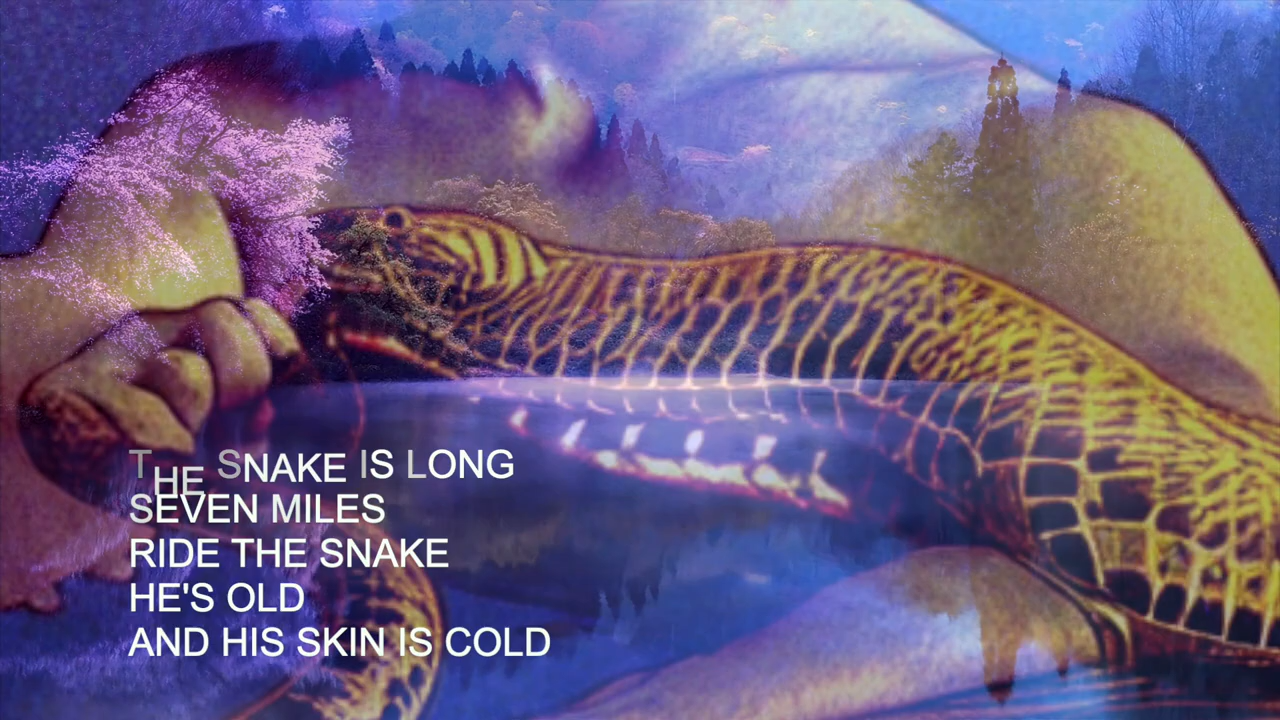 THE SNAKE IS LONG
SEVEN MILES
RIDE THE SNAKE
HE'S OLD
AND HIS SKIN IS COLD